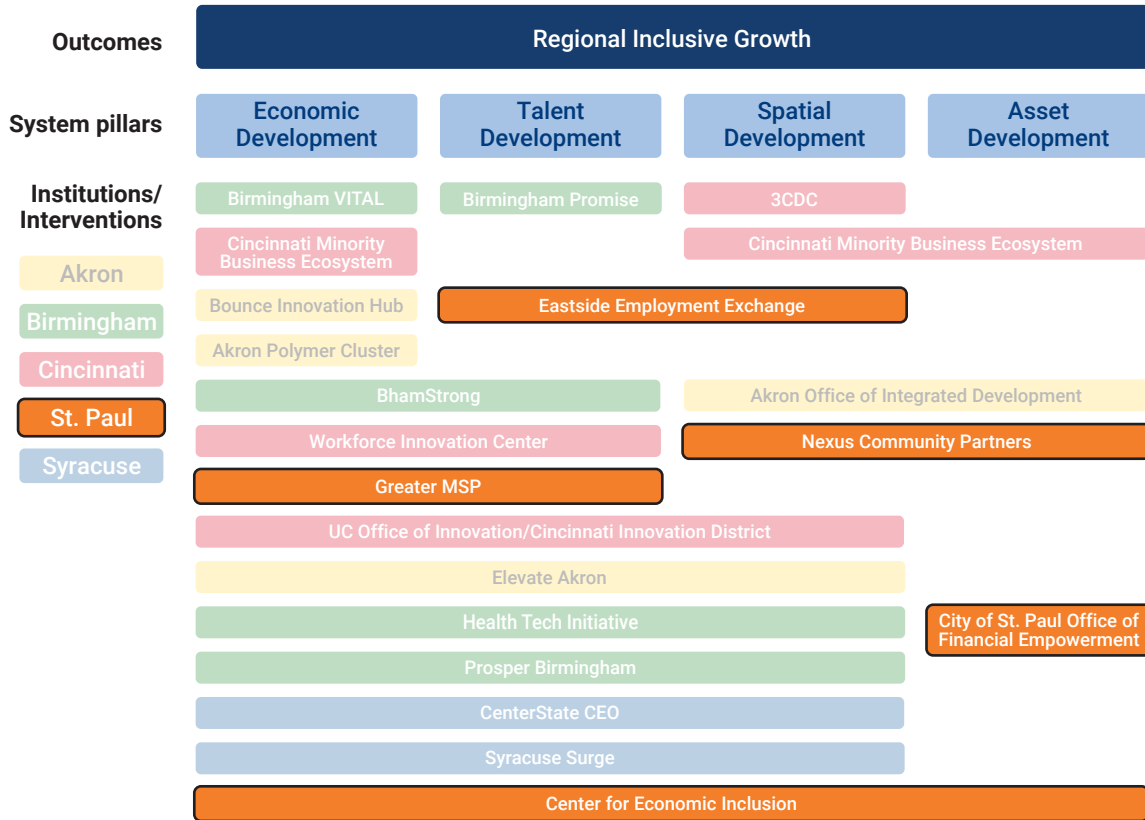 Outcomes
Regional Inclusive Growth
System pillars
Economic
Development
Talent
Development
Spatial
Development
Asset
Development
Institutions/
Interventions
Akron
Birmingham
Cincinnati
St. Paul
Syracuse
Birmingham VITAL
Birmingham Promise
3CDC
Cincinnati Minority
Business Ecosystem
Cincinnati Minority Business Ecosystem
Bounce Innovation Hub
Eastside Employment Exchange
Akron Polymer Cluster
BhamStrong
Akron Office of Integrated Development
Workforce Innovation Center
Nexus Community Partners
Greater MSP
UC Office of Innovation/Cincinnati Innovation District
Elevate Akron
Health Tech Initiative
City of St. Paul Office of
Financial Empowerment
Prosper Birmingham
CenterState CEO
Syracuse Surge
Center for Economic Inclusion